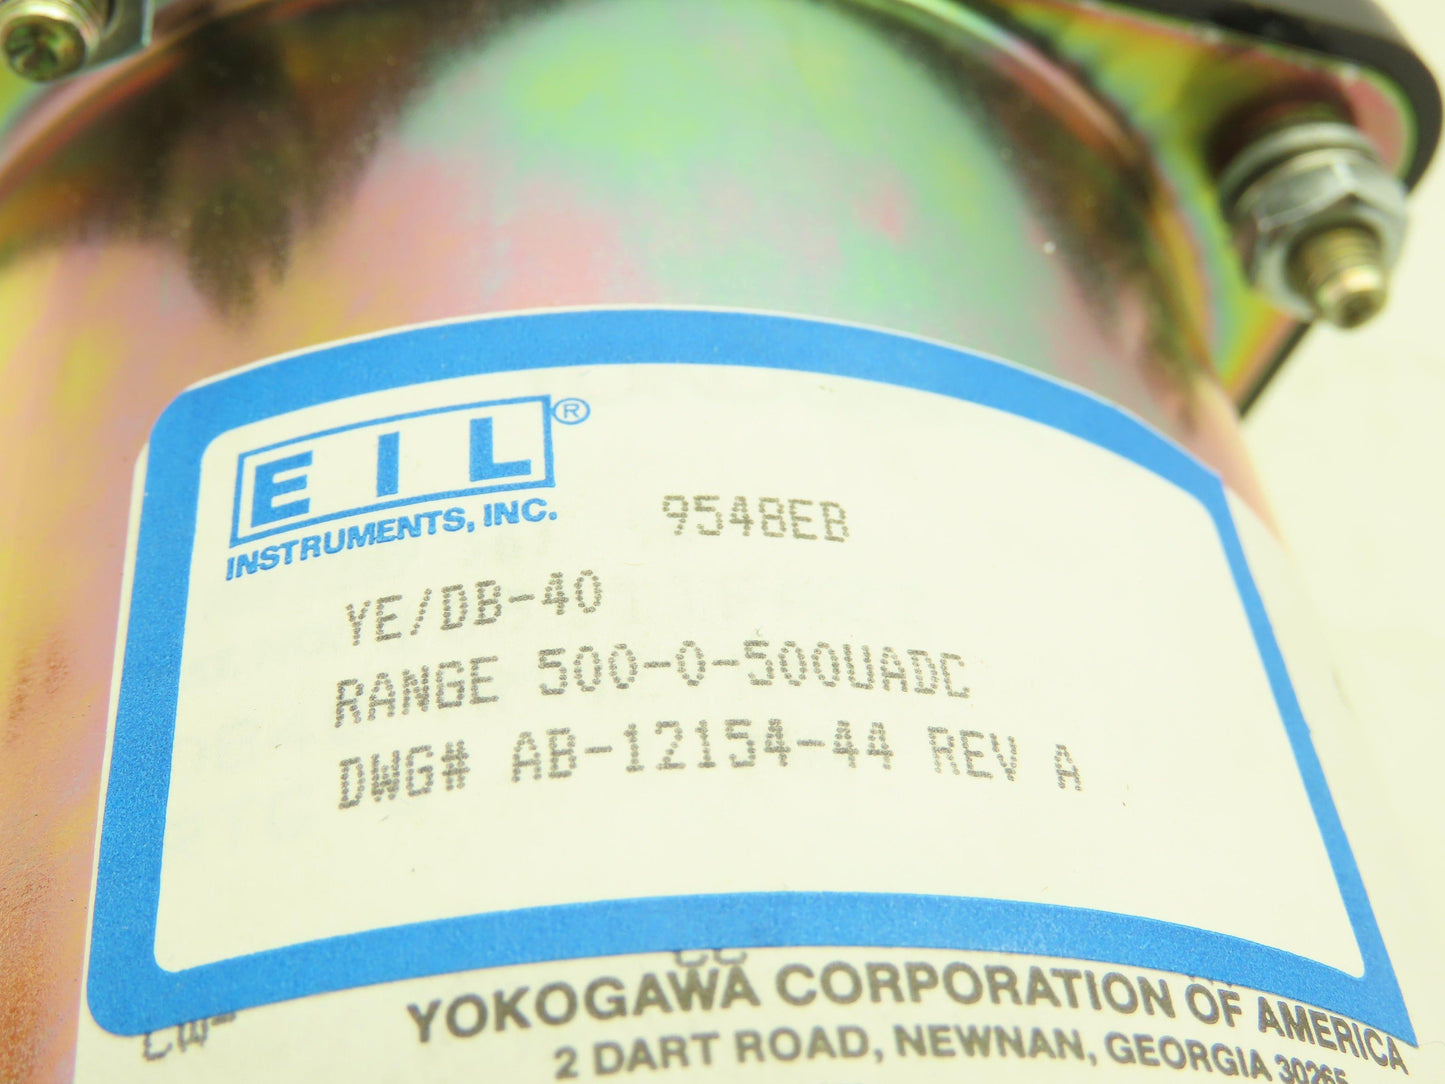 EIL®
INSTRUMENTS, INC.
9548EB
YE/DB-40
RANGE 500-0-500UADC
DWG# AB-12154-44 REV A
YOKOGAWA CORPORATION OF AMERICA
2 DART ROAD, NEWNAN, GEORGIA 30265